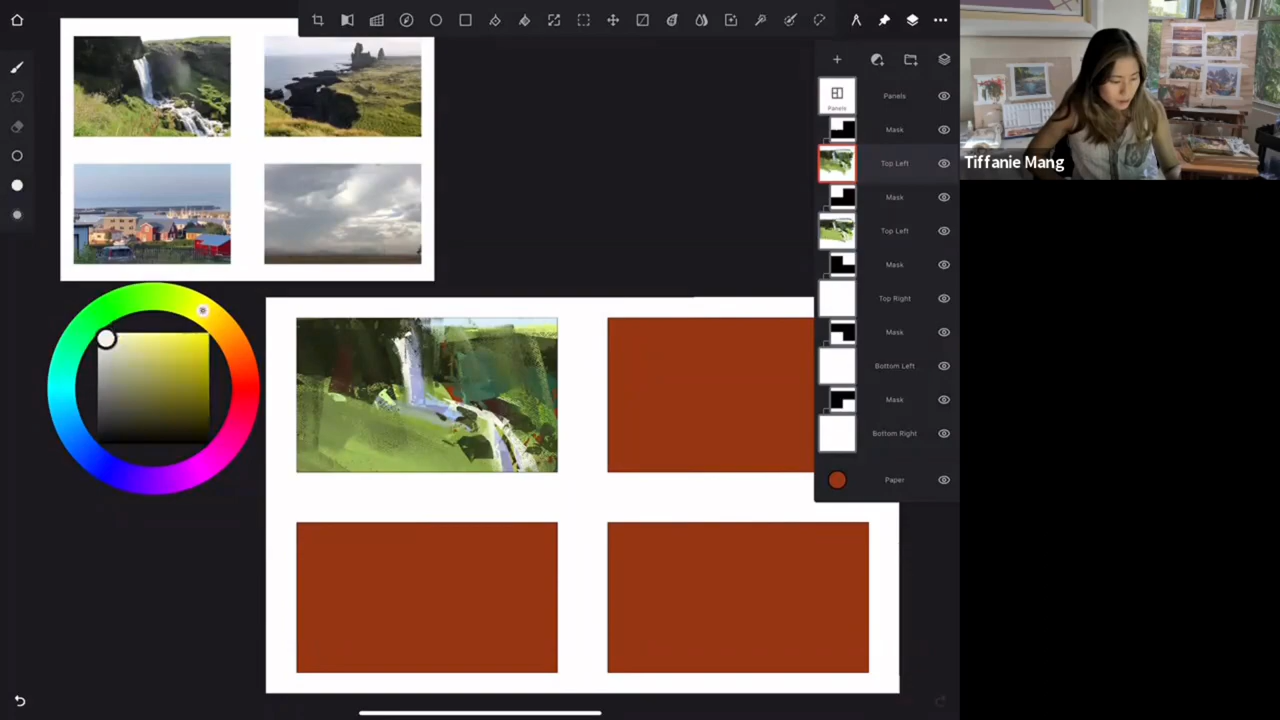 Panels
Panels
Mask
Top Left
Mask
Top Left
Mask
Top Right
Mask
Bottom Left
Mask
Bottom Right
Paper
Tiffanie Mang